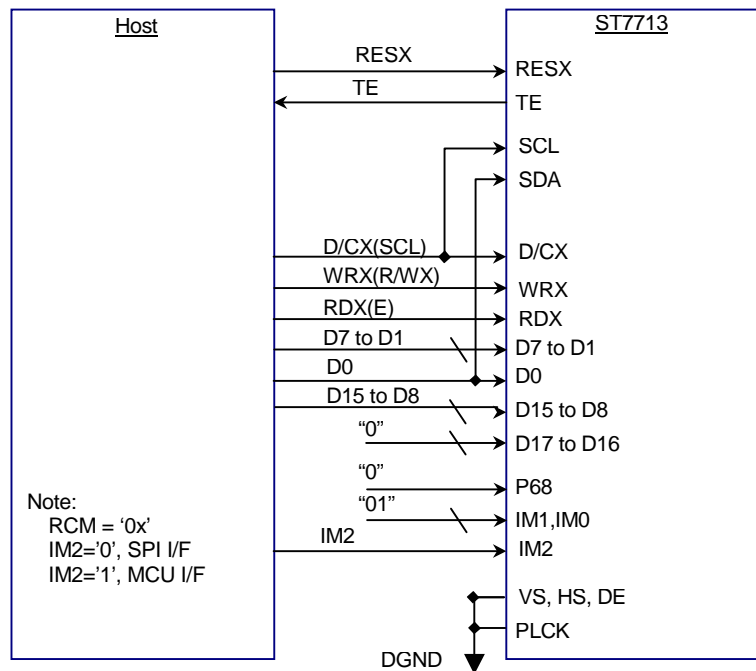 Host
ST7713
RESX
RESX
TE
TE
SCL
SDA
D/CX(SCL)
D/CX
WRX(R/WX)
WRX
RDX(E)
RDX
D7 to D1
D7 to D1
D0
D0
D15 to D8
D15 to D8
“0”
D17 to D16
“0”
P68
“01”
IM1,IM0
IM2
IM2
Note:
RCM = ‘0x’
IM2=’0’, SPI I/F
IM2=’1’, MCU I/F
VS, HS, DE
PLCK
DGND